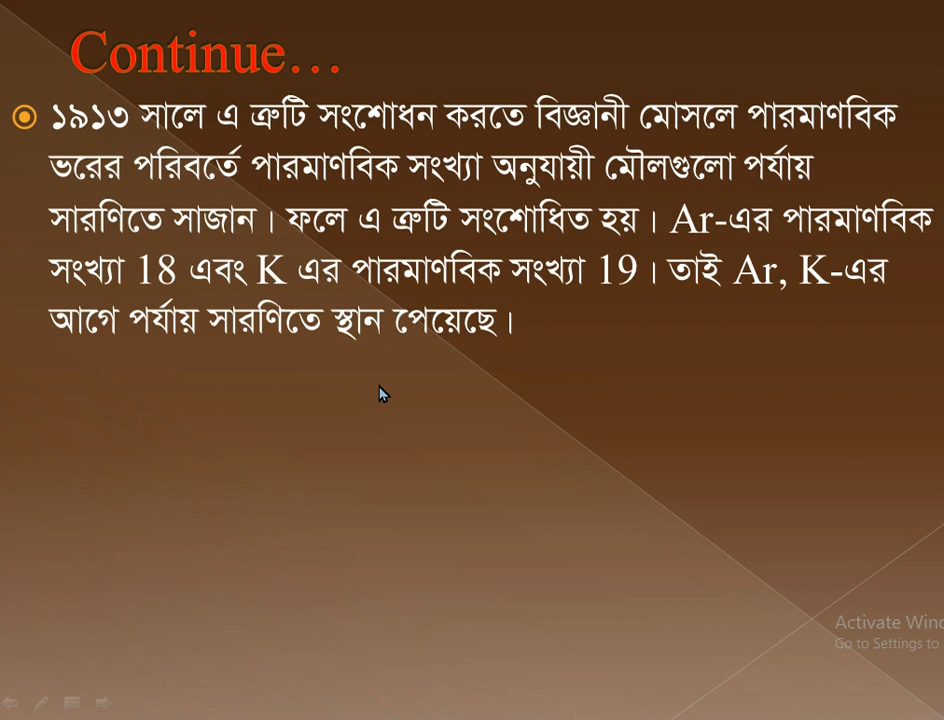 Continue…
১৯১৩ সালে এ ত্রুটি সংশোধন করতে বিজ্ঞানী মোসলে পারমাণবিক
ভরের পরিবর্তে পারমাণবিক সংখ্যা অনুযায়ী মৌলগুলো পর্যায়
সারণিতে সাজান। ফলে এ ত্রুটি সংশোধিত হয়। Ar-এর পারমাণবিক
সংখ্যা 18 এবং K এর পারমাণবিক সংখ্যা 19। তাই Ar, K-এর
আগে পর্যায় সারণিতে স্থান পেয়েছে।
Activate Wind
Go to Settings to